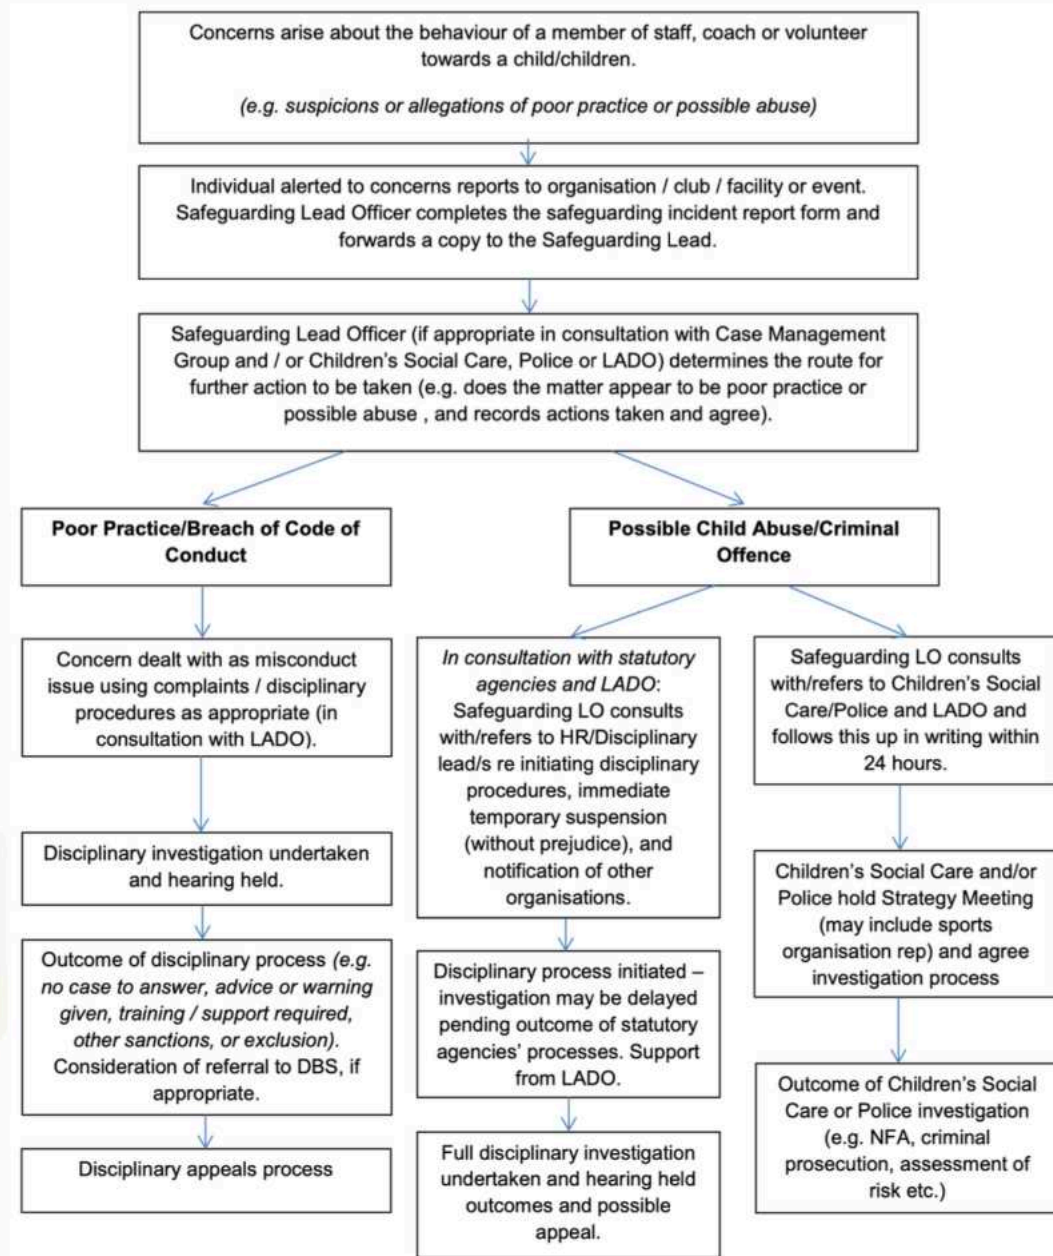 Concerns arise about the behaviour of a member of staff, coach or volunteer
towards a child/children.
(e.g. suspicions or allegations of poor practice or possible abuse)
Individual alerted to concerns reports to organisation / club / facility or event.
Safeguarding Lead Officer completes the safeguarding incident report form and
forwards a copy to the Safeguarding Lead.
Safeguarding Lead Officer (if appropriate in consultation with Case Management
Group and / or Children's Social Care, Police or LADO) determines the route for
further action to be taken (e.g. does the matter appear to be poor practice or
possible abuse , and records actions taken and agree).
Poor Practice/Breach of Code of
Conduct
Concern dealt with as misconduct
issue using complaints / disciplinary
procedures as appropriate (in
consultation with LADO).
Disciplinary investigation undertaken
and hearing held.
Outcome of disciplinary process (e.g.
no case to answer, advice or warning
given, training / support required,
other sanctions, or exclusion).
Consideration of referral to DBS, if
appropriate.
Disciplinary appeals process
Possible Child Abuse/Criminal
Offence
In consultation with statutory
agencies and LADO:
Safeguarding LO consults
with/refers to HR/Disciplinary
lead/s re initiating disciplinary
procedures, immediate
temporary suspension
(without prejudice), and
notification of other
organisations.
Disciplinary process initiated –
investigation may be delayed
pending outcome of statutory
agencies' processes. Support
from LADO.
Full disciplinary investigation
undertaken and hearing held
outcomes and possible
appeal.
Safeguarding LO consults
with/refers to Children's Social
Care/Police and LADO and
follows this up in writing within
24 hours.
Children's Social Care and/or
Police hold Strategy Meeting
(may include sports
organisation rep) and agree
investigation process
Outcome of Children's Social
Care or Police investigation
(e.g. NFA, criminal
prosecution, assessment of
risk etc.)